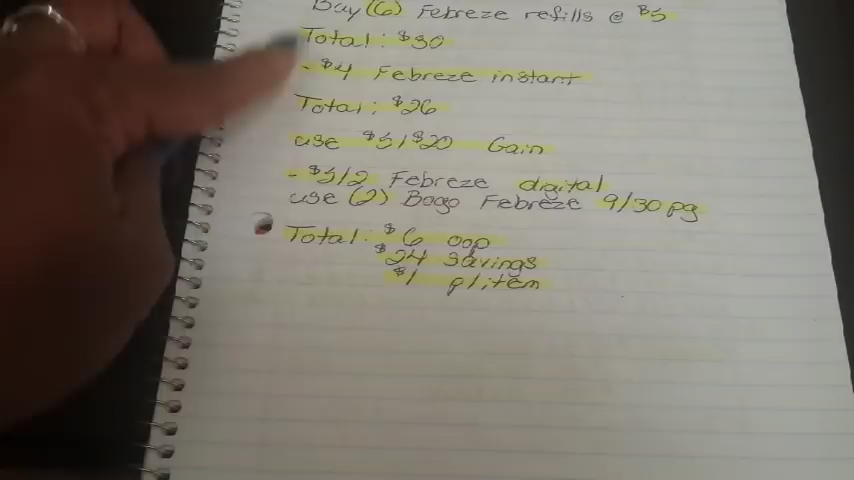 Buy (6) Febreze refills @ $5
Total: $30
- $4 Febreze instant
Total: $26
use $5/$20 Gain
- $5/2 Febreze digital
use (2) Bogo Febreze 9/30 pg
Total: $6 oop
$24 savings
$1 p/item